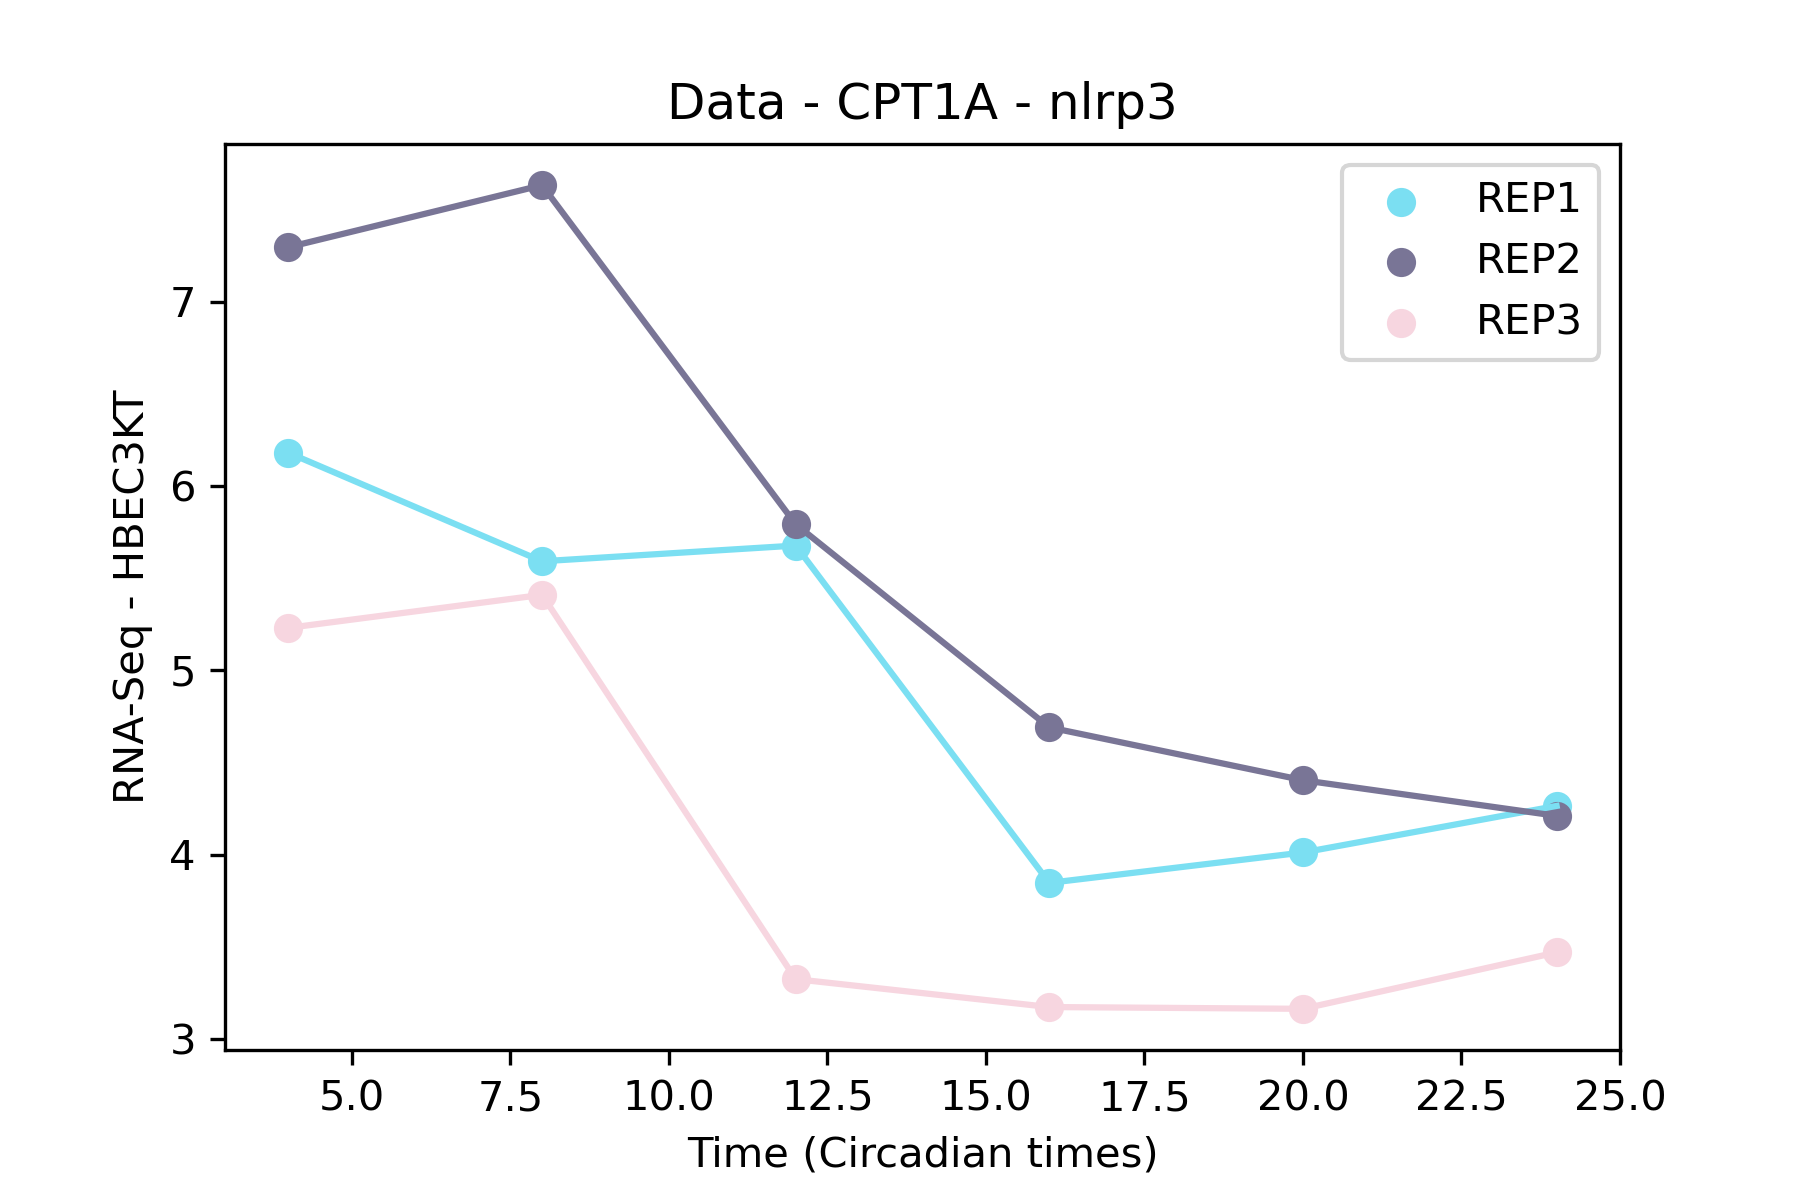 Data - CPT1A - nlrp3
REP1
REP2
REP3
RNA-Seq - HBEC3KT
7
6
5
4
3
5.0 7.5 10.0 12.5 15.0 17.5 20.0 22.5 25.0
Time (Circadian times)